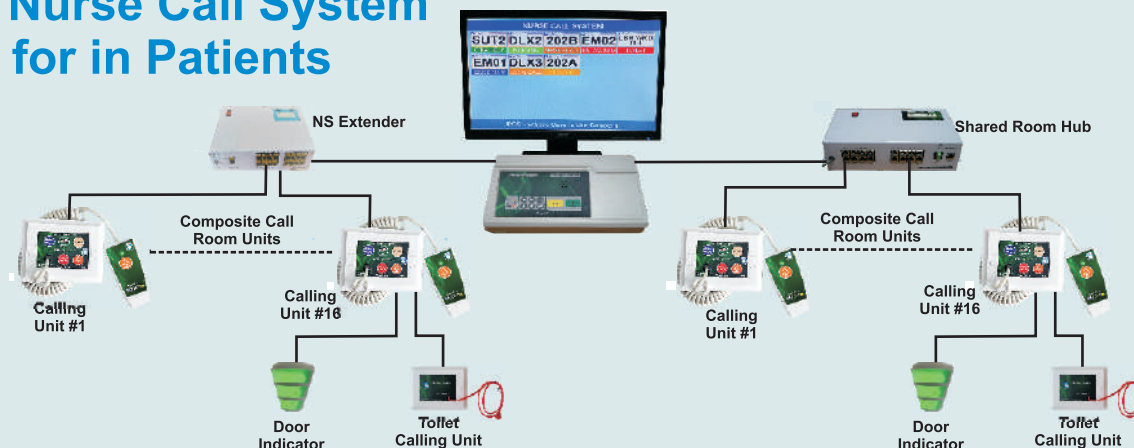 Nurse Call System
for in Patients
NURSE CALL SYSTEM
SUT2 DLX2 202B EM02
EM01 DLX3 202A
NS Extender
Shared Room Hub
Composite Call
Room Units
Composite Call
Room Units
Calling
Unit #1
Calling
Unit #16
Calling
Unit #1
Calling
Unit #16
Door
Indicator
Toilet
Calling Unit
Door
Indicator
Toilet
Calling Unit